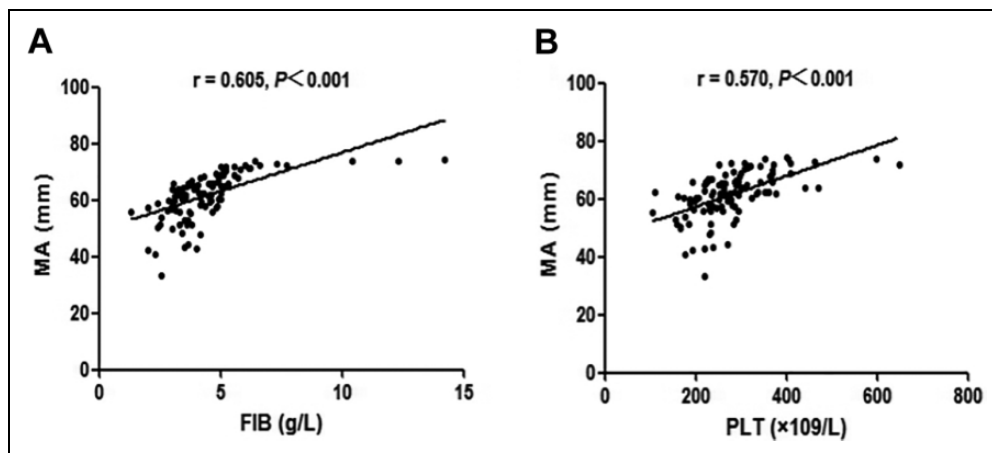 A
r = 0.605, P< 0.001
100
80
60
40
20
0
MA (mm)
0 5 10 15
FIB (g/L)
B
r = 0.570, P< 0.001
100
80
60
40
20
0
MA (mm)
0 200 400 600 800
PLT (×109/L)